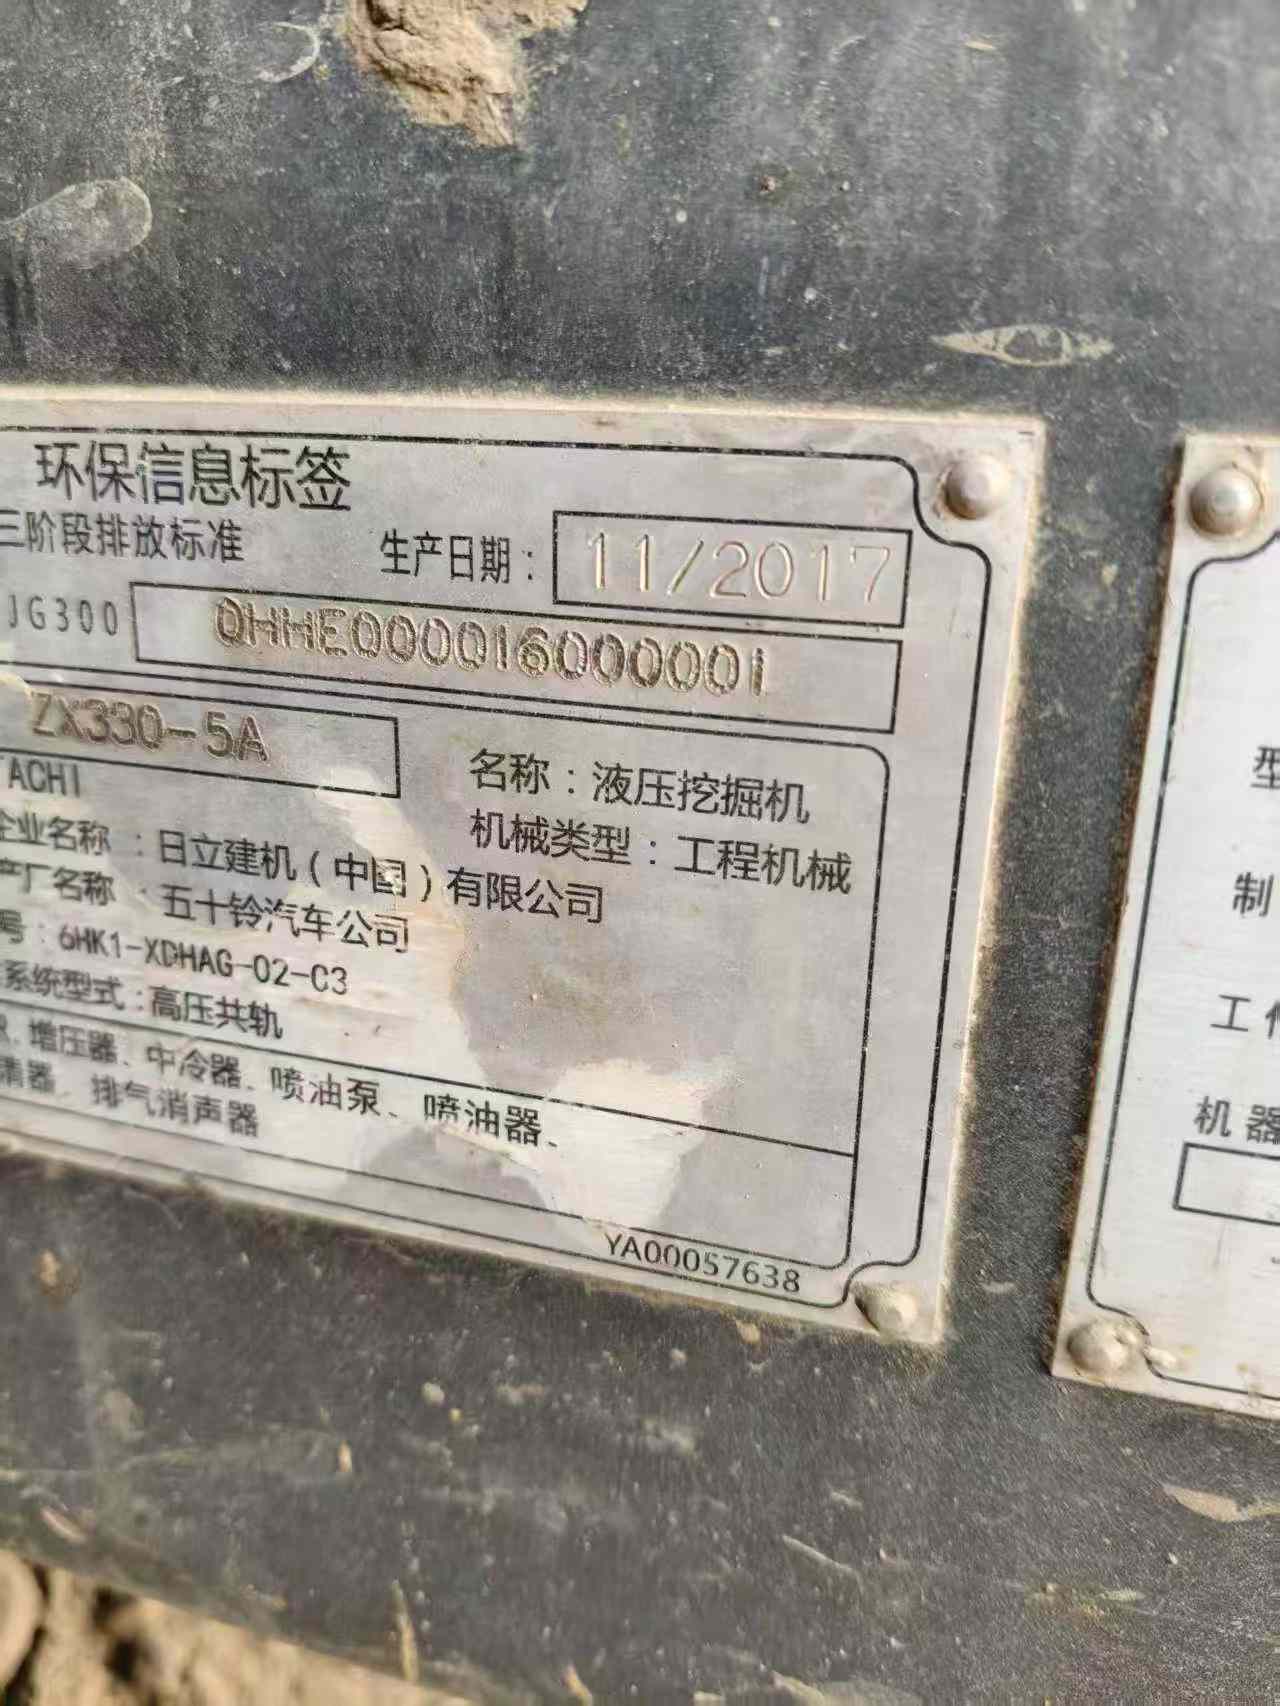 环保信息标签
三阶段排放标准 生产日期： 11/2017
JG300 0HHE00001600001
ZX330-5A 名称：液压挖掘机
TACHI 机械类型：工程机械
企业名称：日立建机（中国）有限公司
产厂名称：五十铃汽车公司
号：6HK1-XDHAG-02-C3
系统型式：高压共轨
R、增压器、中冷器、喷油泵、喷油器、
清器、排气消声器
YA00057638
型
制
工作
机器